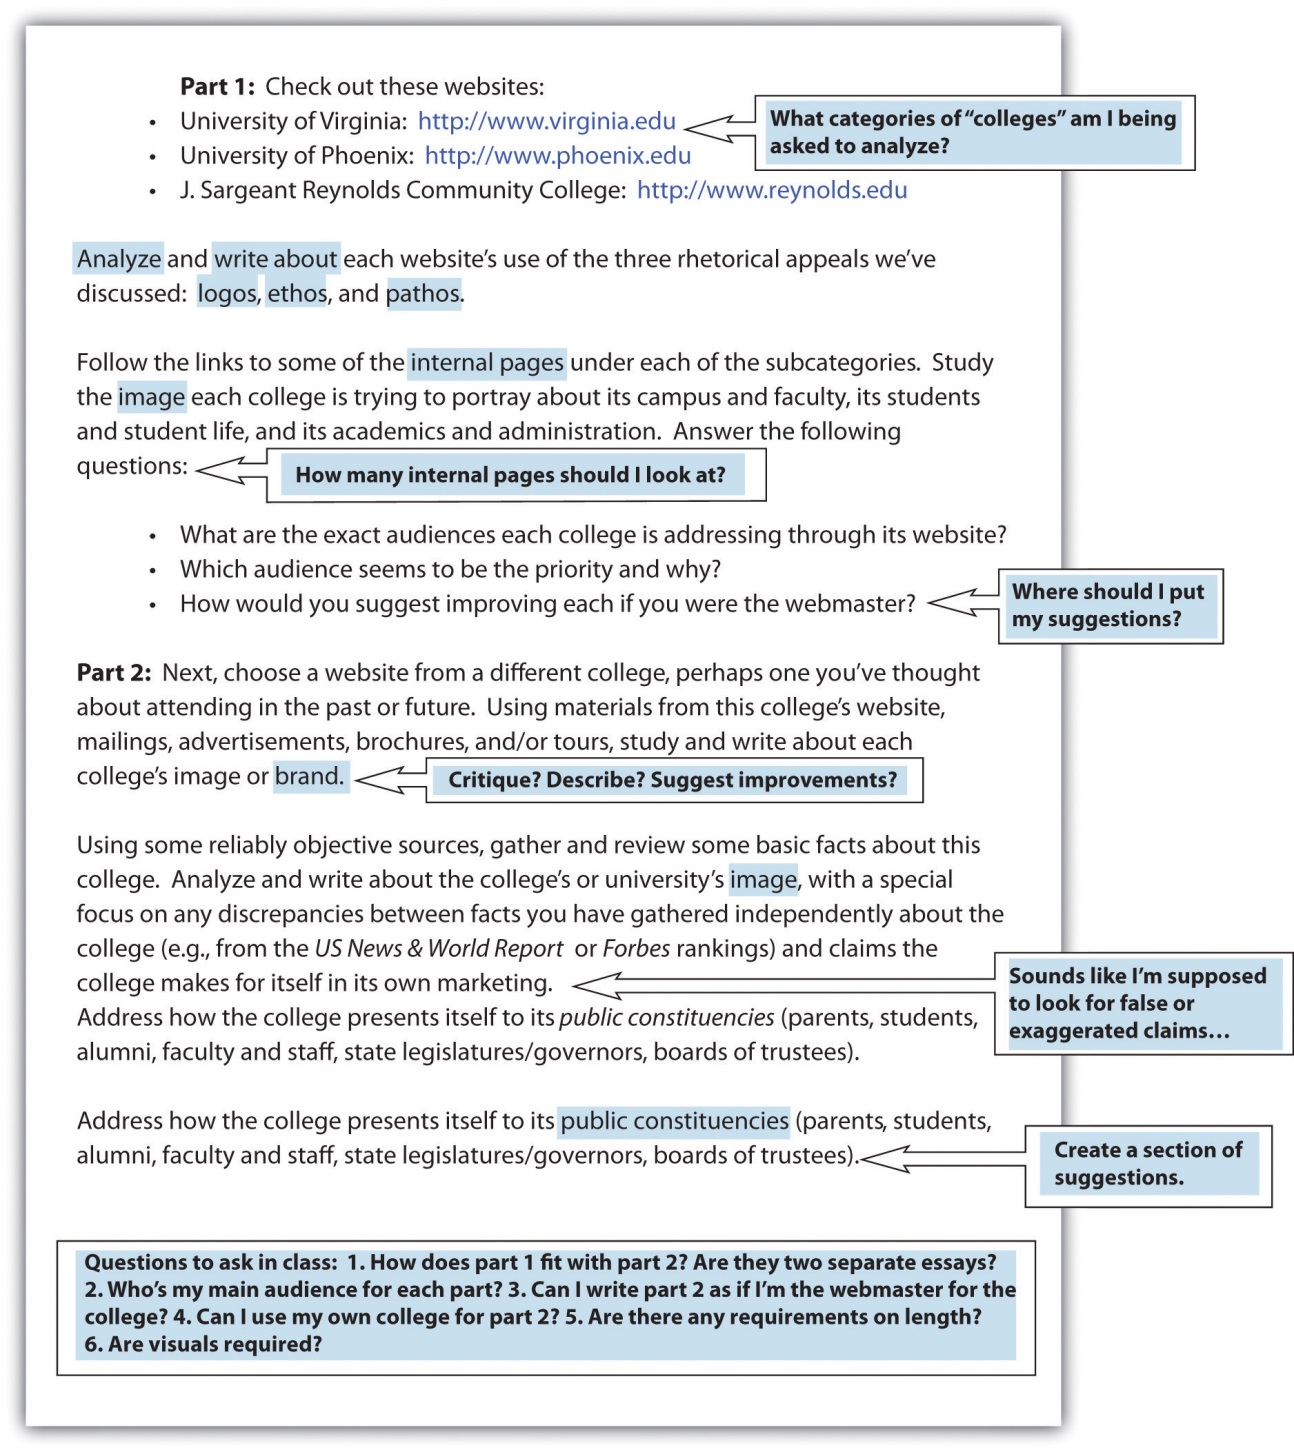 Part 1: Check out these websites:
• University of Virginia: http://www.virginia.edu
What categories of “colleges” am I being
asked to analyze?
• University of Phoenix: http://www.phoenix.edu
• J. Sargeant Reynolds Community College: http://www.reynolds.edu
Analyze and write about each website’s use of the three rhetorical appeals we’ve
discussed: logos, ethos, and pathos.
Follow the links to some of the internal pages under each of the subcategories. Study
the image each college is trying to portray about its campus and faculty, its students
and student life, and its academics and administration. Answer the following
questions:
How many internal pages should I look at?
• What are the exact audiences each college is addressing through its website?
• Which audience seems to be the priority and why?
• How would you suggest improving each if you were the webmaster?
Where should I put
my suggestions?
Part 2: Next, choose a website from a different college, perhaps one you’ve thought
about attending in the past or future. Using materials from this college’s website,
mailings, advertisements, brochures, and/or tours, study and write about each
college’s image or brand.
Critique? Describe? Suggest improvements?
Using some reliably objective sources, gather and review some basic facts about this
college. Analyze and write about the college’s or university’s image, with a special
focus on any discrepancies between facts you have gathered independently about the
college (e.g., from the US News & World Report or Forbes rankings) and claims the
college makes for itself in its own marketing.
Sounds like I’m supposed
to look for false or
exaggerated claims…
Address how the college presents itself to its public constituencies (parents, students,
alumni, faculty and staff, state legislatures/governors, boards of trustees).
Address how the college presents itself to its public constituencies (parents, students,
alumni, faculty and staff, state legislatures/governors, boards of trustees).
Create a section of
suggestions.
Questions to ask in class: 1. How does part 1 fit with part 2? Are they two separate essays?
2. Who’s my main audience for each part? 3. Can I write part 2 as if I’m the webmaster for the
college? 4. Can I use my own college for part 2? 5. Are there any requirements on length?
6. Are visuals required?